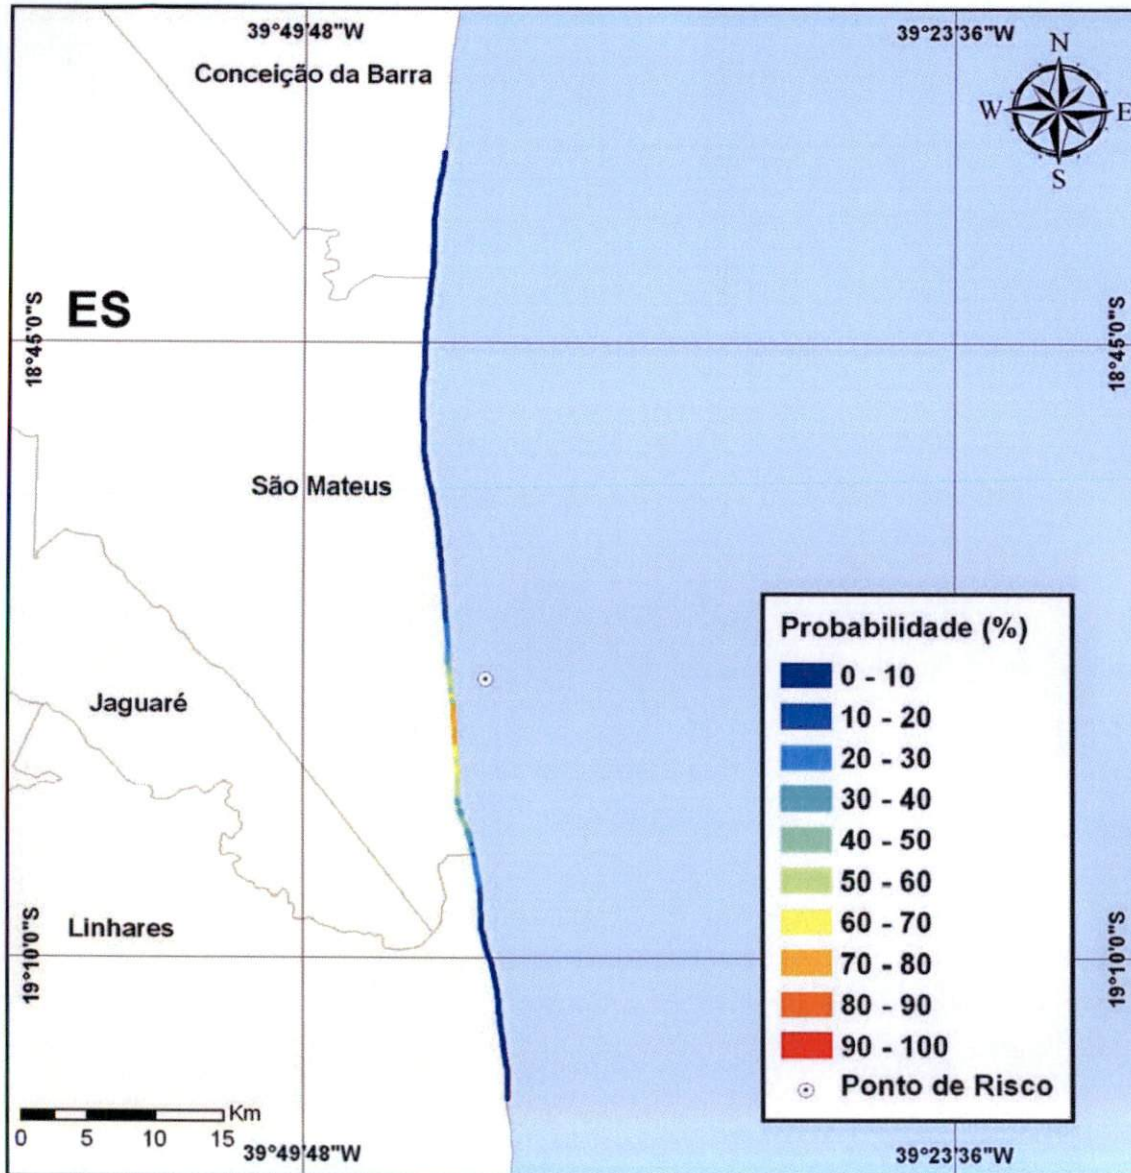 39°49'48"W
39°23'36"W
Conceição da Barra
N
W
E
S
ES
18°45'0"S
18°45'0"S
São Mateus
Probabilidade (%)
0 - 10
10 - 20
20 - 30
30 - 40
40 - 50
50 - 60
60 - 70
70 - 80
80 - 90
90 - 100
Ponto de Risco
Jaguaré
Linhares
19°10'0"S
19°10'0"S
Km
0 5 10 15
39°49'48"W
39°23'36"W